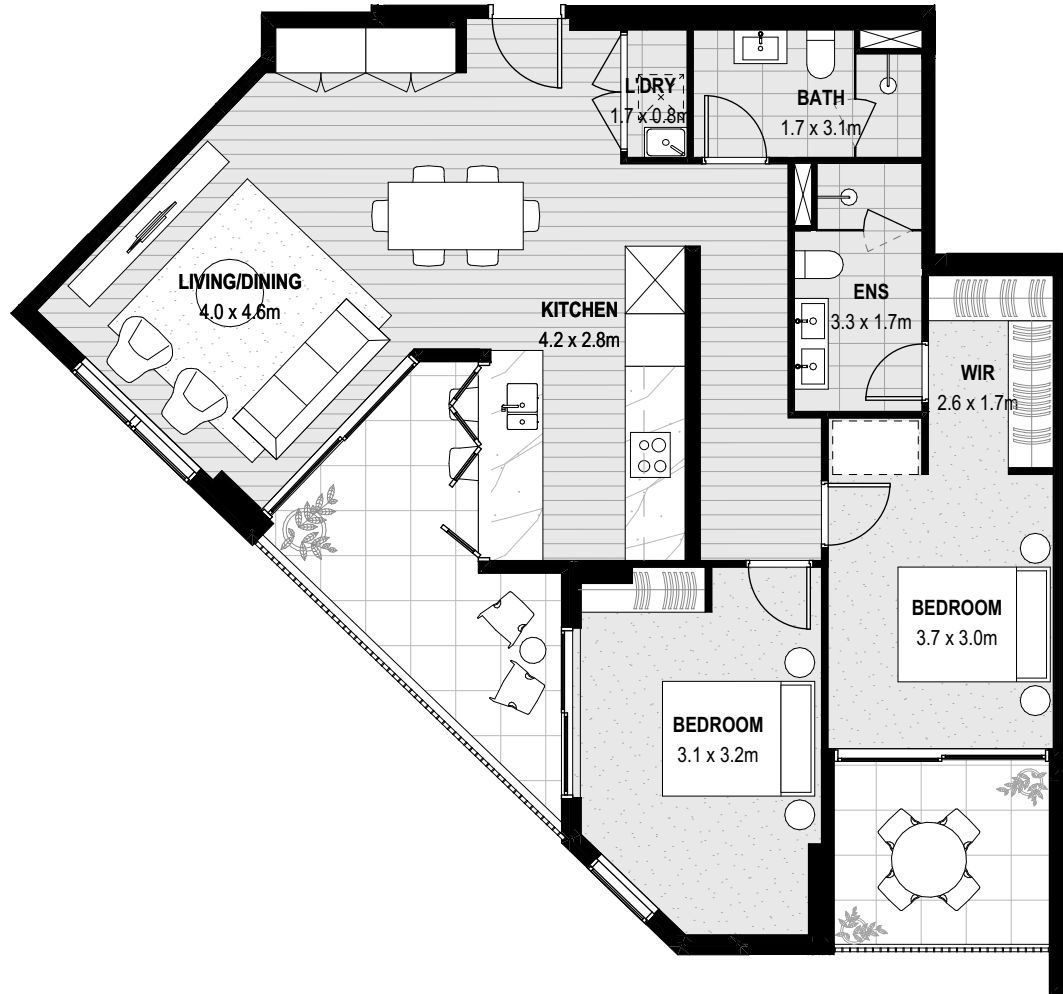 L'DRY
1.7 x 0.8m
BATH
1.7 x 3.1m
LIVING/DINING
4.0 x 4.6m
KITCHEN
4.2 x 2.8m
ENS
3.3 x 1.7m
WIR
2.6 x 1.7m
BEDROOM
3.7 x 3.0m
BEDROOM
3.1 x 3.2m